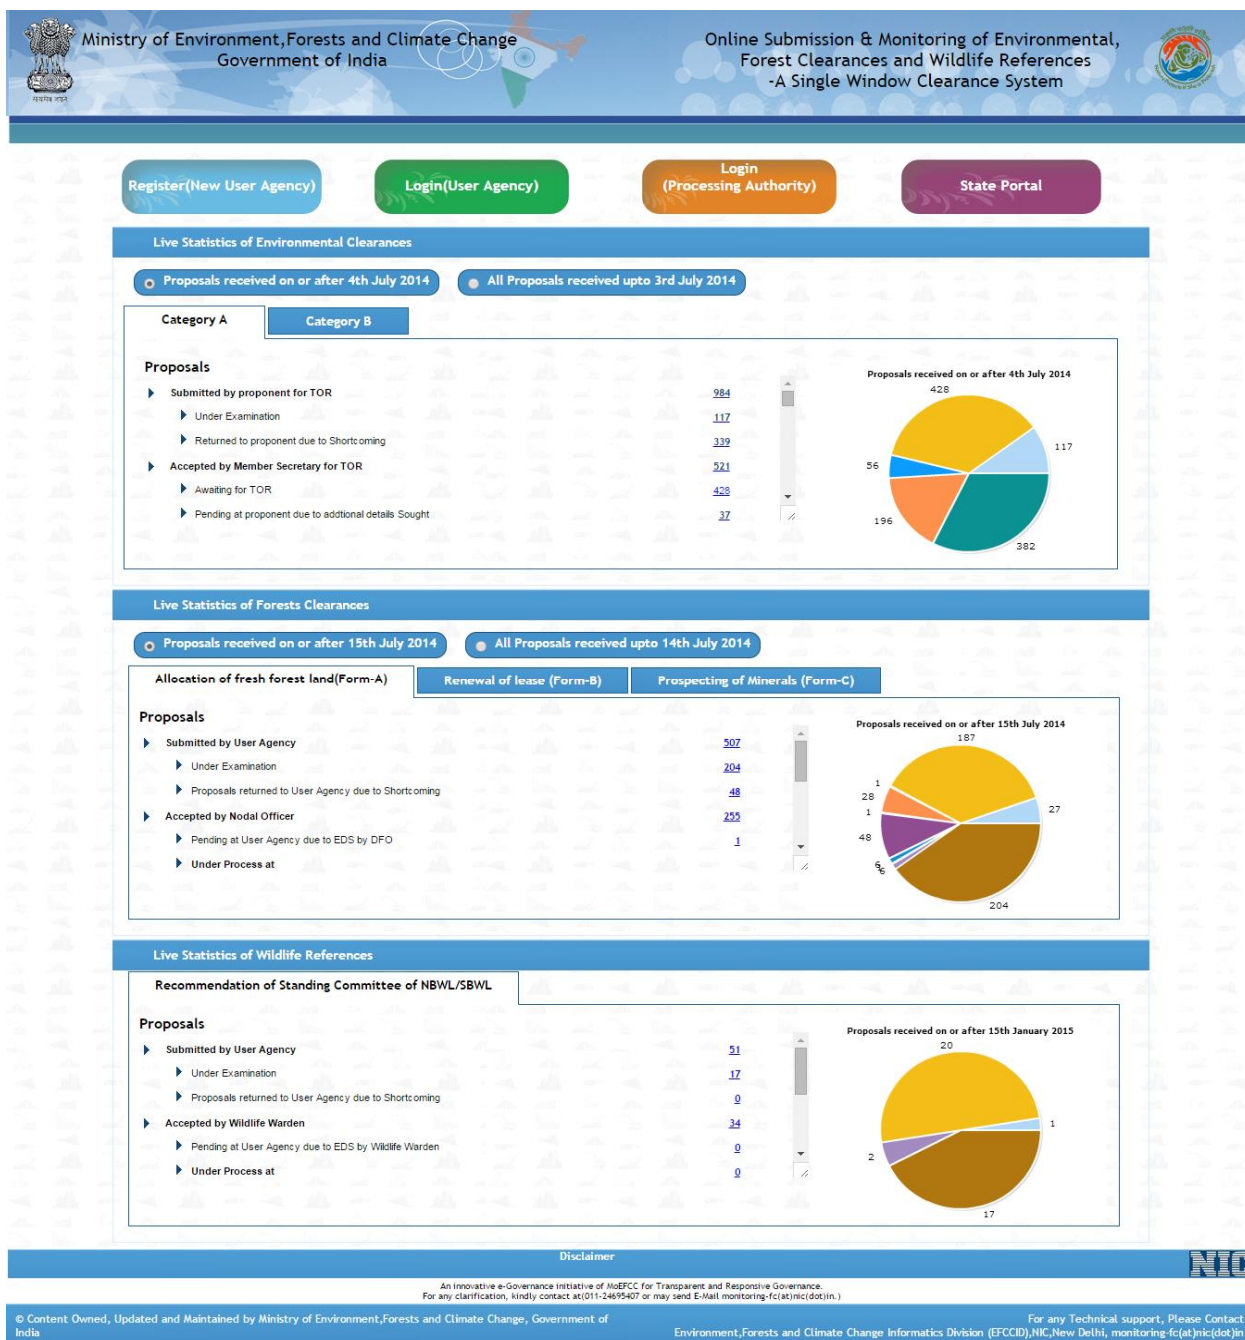 Ministry of Environment,Forests and Climate Change
Government of India
सत्यमेव जयते
Online Submission & Monitoring of Environmental,
Forest Clearances and Wildlife References
-A Single Window Clearance System
Register(New User Agency)
Login(User Agency)
Login
(Processing Authority)
State Portal
Live Statistics of Environmental Clearances
Proposals received on or after 4th July 2014
All Proposals received upto 3rd July 2014
Category A
Category B
Proposals
Submitted by proponent for TOR 984
Under Examination 117
Returned to proponent due to Shortcoming 339
Accepted by Member Secretary for TOR 521
Awaiting for TOR 428
Pending at proponent due to addtional details Sought 37
Proposals received on or after 4th July 2014
428
117
56
196
382
Live Statistics of Forests Clearances
Proposals received on or after 15th July 2014
All Proposals received upto 14th July 2014
Allocation of fresh forest land(Form-A)
Renewal of lease (Form-B)
Prospecting of Minerals (Form-C)
Proposals
Submitted by User Agency 507
Under Examination 204
Proposals returned to User Agency due to Shortcoming 48
Accepted by Nodal Officer 255
Pending at User Agency due to EDS by DFO 1
Under Process at
Proposals received on or after 15th July 2014
187
1
28
1
27
48
6
6
204
Live Statistics of Wildlife References
Recommendation of Standing Committee of NBWL/SBWL
Proposals
Submitted by User Agency 51
Under Examination 17
Proposals returned to User Agency due to Shortcoming 0
Accepted by Wildlife Warden 34
Pending at User Agency due to EDS by Wildlife Warden 0
Under Process at 0
Proposals received on or after 15th January 2015
20
1
2
17
Disclaimer
NIC
An innovative e-Governance initiative of MoEFCC for Transparent and Responsive Governance.
For any clarification, kindly contact at(011-24695407 or may send E-Mail monitoring-fc(at)nic(dot)in.)
© Content Owned, Updated and Maintained by Ministry of Environment,Forests and Climate Change, Government of
India
For any Technical support, Please Contact
Environment,Forests and Climate Change Informatics Division (EFCCID),NIC,New Delhi, monitoring-fc(at)nic(dot)in